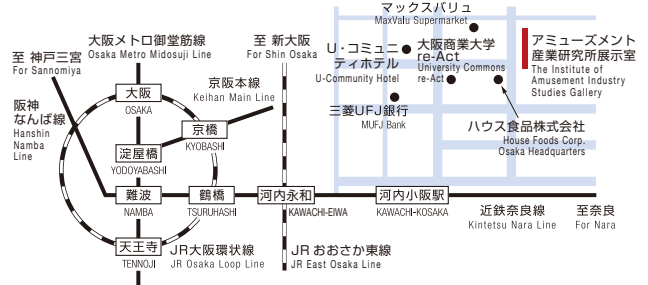 マックスバリュ
MaxValu Supermarket
大阪メトロ御堂筋線
Osaka Metro Midosuji Line
至 新大阪
For Shin Osaka
U・コミュニ
ティホテル
U-Community Hotel
大阪商業大学
re-Act
University Commons
re-Act
アミューズメント
産業研究所展示室
The Institute of
Amusement Industry
Studies Gallery
至 神戸三宮
For Sannomiya
京阪本線
Keihan Main Line
大阪
OSAKA
阪神
なんば線
Hanshin
Namba
Line
京橋
KYOBASHI
三菱UFJ銀行
MUFJ Bank
ハウス食品株式会社
House Foods Corp.
Osaka Headquarters
淀屋橋
YODOYABASHI
難波
NAMBA
鶴橋
TSURUHASHI
河内永和
KAWACHI-EIWA
河内小阪駅
KAWACHI-KOSAKA
近鉄奈良線
Kintetsu Nara Line
至奈良
For Nara
天王寺
TENNOJI
JR大阪環状線
JR Osaka Loop Line
JR おおさか東線
JR East Osaka Line